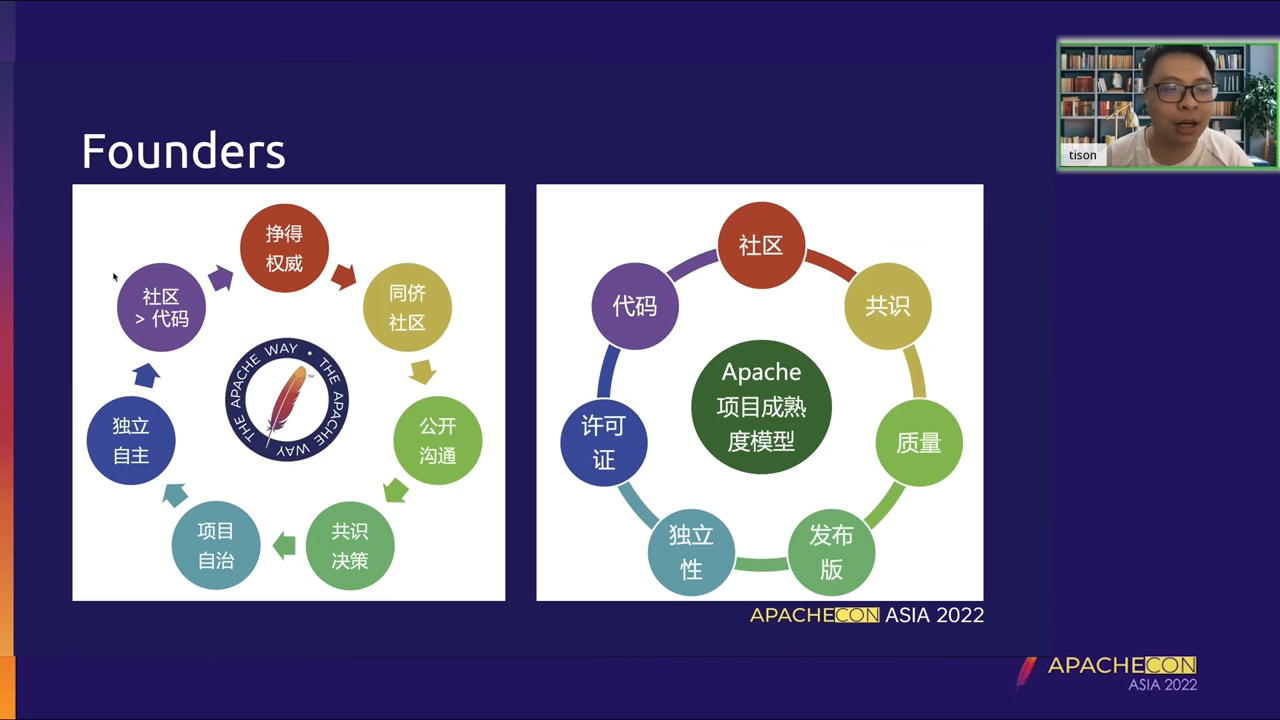 Founders
挣得
权威
同侪
社区
公开
沟通
共识
决策
项目
自治
独立
自主
社区
> 代码
THE APACHE WAY • THE APACHE WAY
社区
共识
质量
发布
版
独立
性
许可
证
代码
Apache
项目成熟
度模型
APACHECON ASIA 2022
tison
APACHECON
ASIA 2022